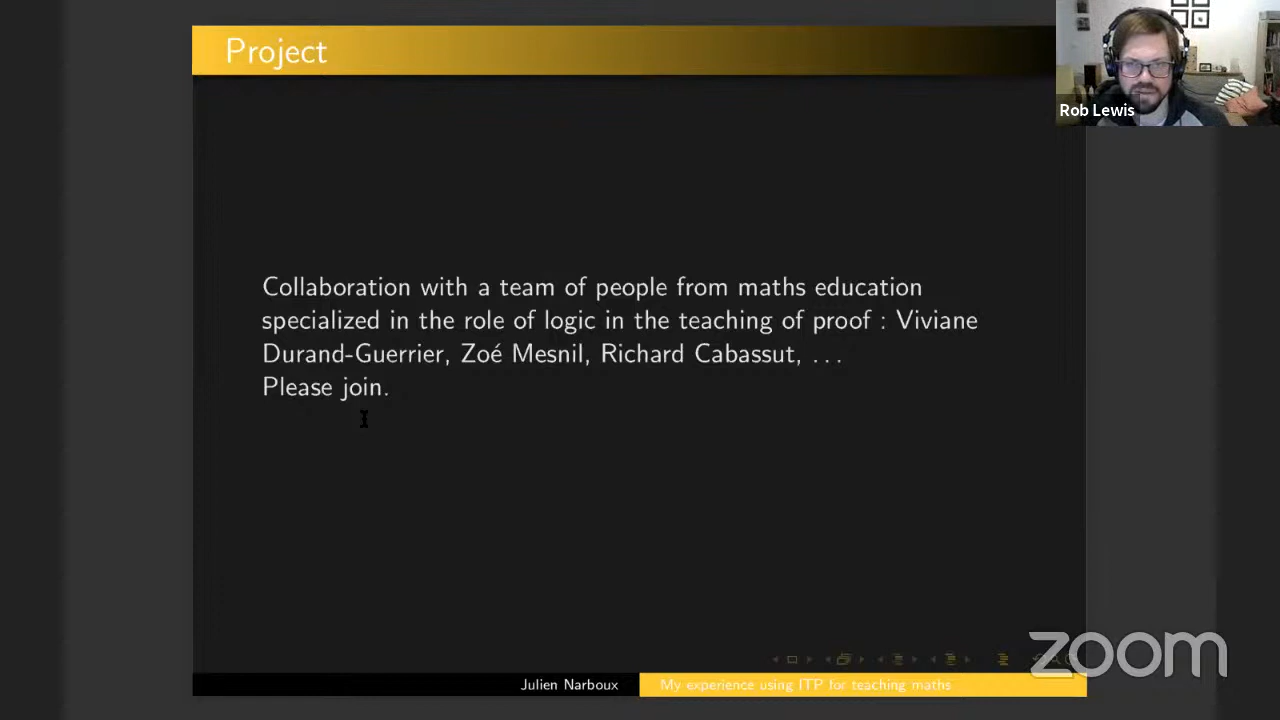 Project
Rob Lewis
Collaboration with a team of people from maths education
specialized in the role of logic in the teaching of proof : Viviane
Durand-Guerrier, Zoé Mesnil, Richard Cabassut, ...
Please join.
zoom
Julien Narboux
My experience using ITP for teaching maths